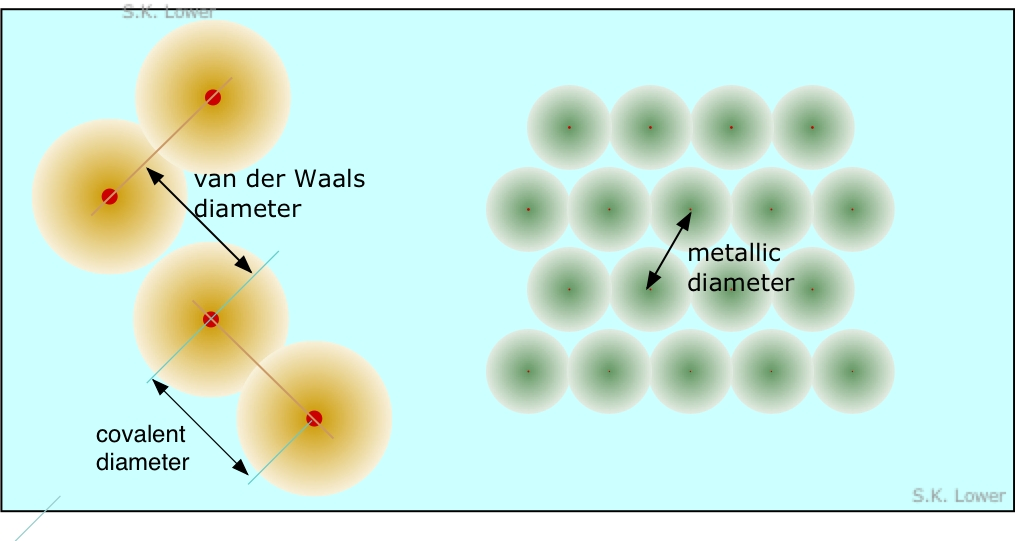 S.K. Lower
van der Waals
diameter
metallic
diameter
covalent
diameter
S.K. Lower